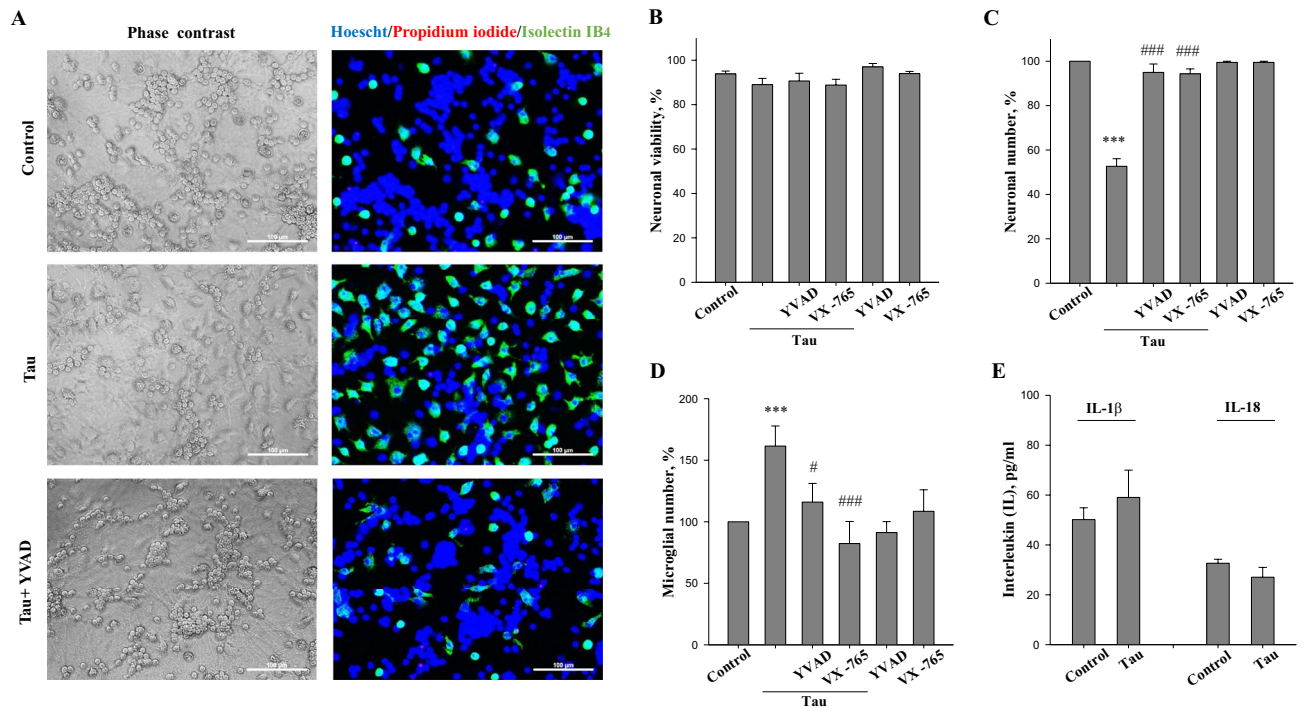 A
Phase contrast
Hoescht/Propidium iodide/Isolectin IB4
Control
100 µm
100 µm
Tau
100 µm
100 µm
Tau+ YVAD
100 µm
100 µm
B
Neuronal viability, %
100
80
60
40
20
0
Control
YVAD
VX -765
YVAD
VX -765
Tau
C
Neuronal number, %
100
80
60
40
20
0
***
###
###
Control
YVAD
VX -765
YVAD
VX -765
Tau
D
Microglial number, %
200
150
100
50
0
***
#
###
Control
YVAD
VX -765
YVAD
VX -765
Tau
E
Interleukin (IL), pg/ml
100
80
60
40
20
0
IL-1β
IL-18
Control
Tau
Control
Tau